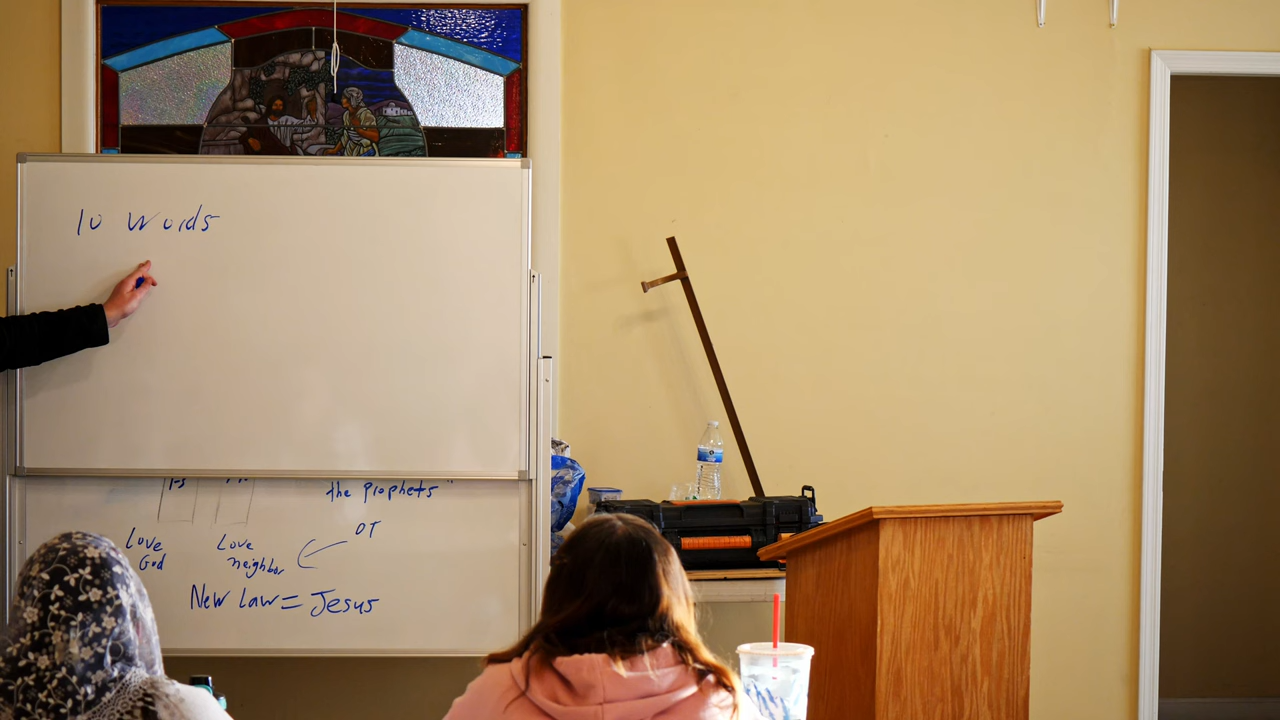 10 Words
the Prophets"
OT
Love God
Love neighbor
New Law = Jesus